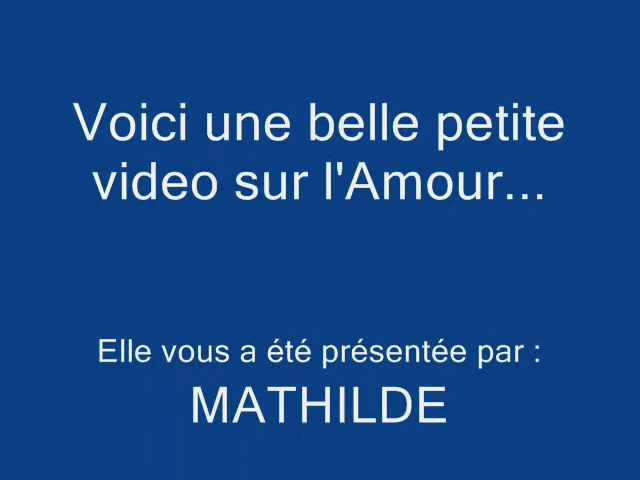 Voici une belle petite
video sur l'Amour...
Elle vous a été présentée par :
MATHILDE